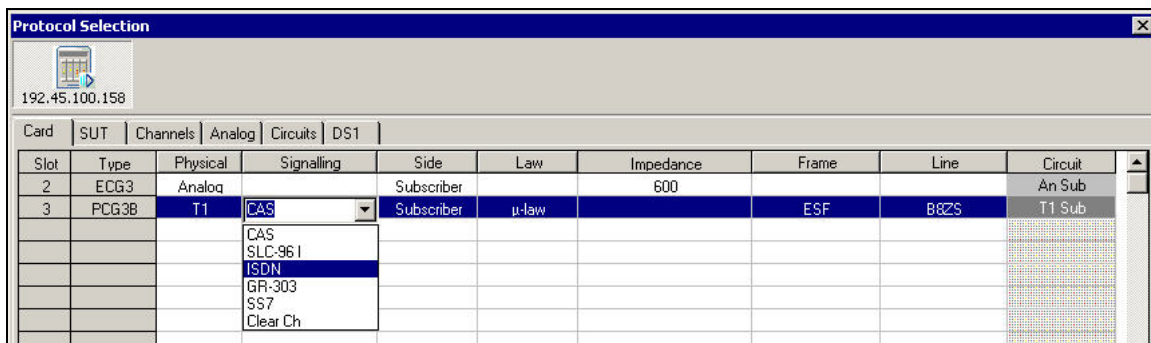 Protocol Selection
192.45.100.158
Card SUT Channels Analog Circuits DS1
Slot Type Physical Signalling Side Law Impedance Frame Line Circuit
2 ECG3 Analog Subscriber 600 An Sub
3 PCG3B T1 CAS Subscriber µ-law ESF B8ZS T1 Sub
CAS
SLC-96 I
ISDN
GR-303
SS7
Clear Ch